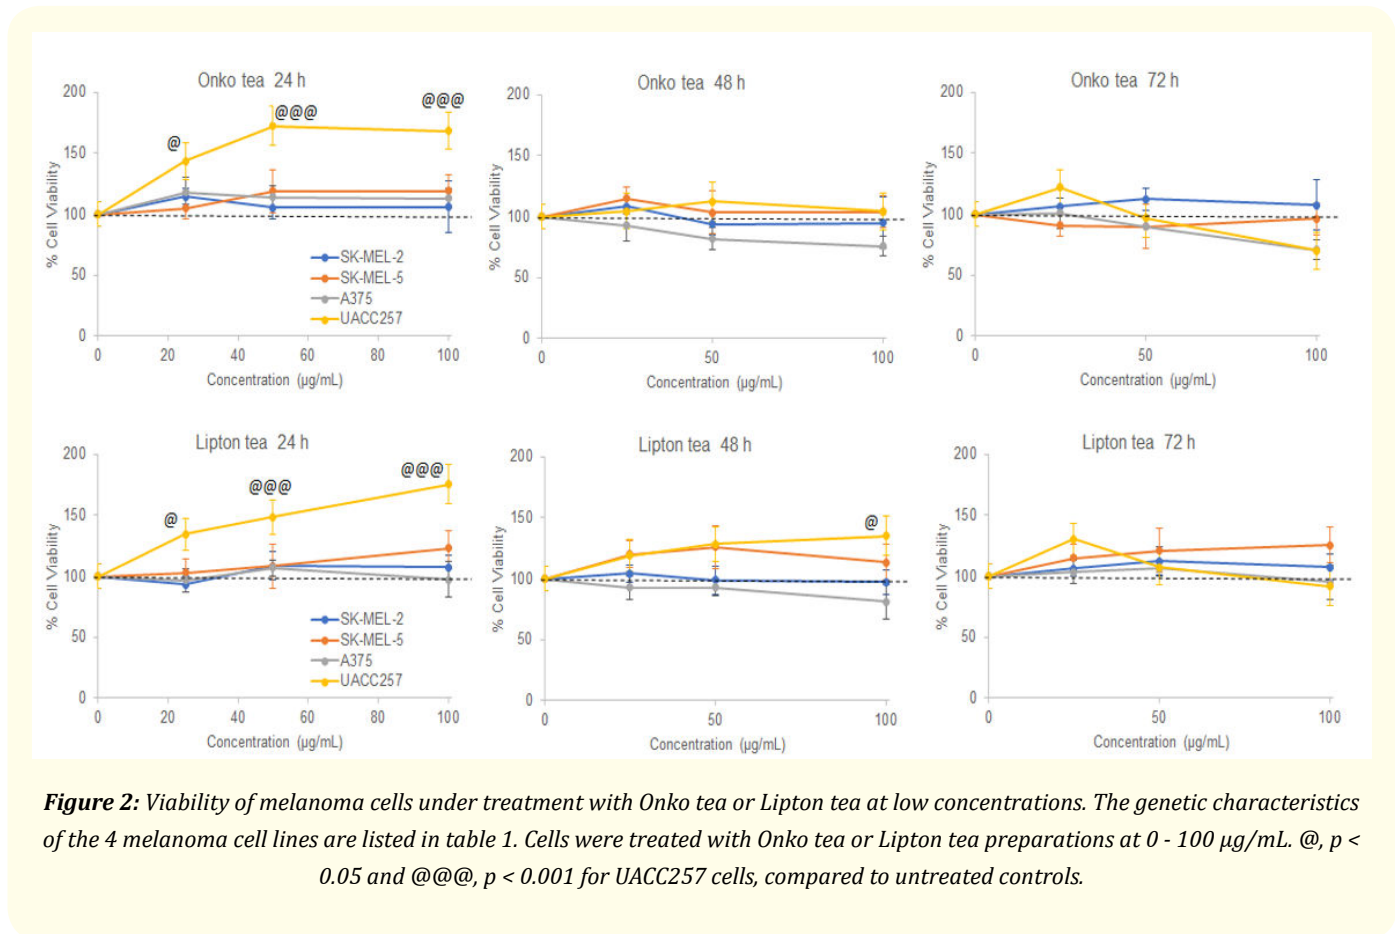 Onko tea 24 h
200
150
100
50
0
% Cell Viability
@
@@@
@@@
SK-MEL-2
SK-MEL-5
A375
UACC257
0 20 40 60 80 100
Concentration (µg/mL)
Onko tea 48 h
200
150
100
50
0
% Cell Viability
0 50 100
Concentration (µg/mL)
Onko tea 72 h
200
150
100
50
0
% Cell Viability
0 50 100
Concentration (µg/mL)
Lipton tea 24 h
200
150
100
50
0
% Cell Viability
@
@@@
@@@
SK-MEL-2
SK-MEL-5
A375
UACC257
0 20 40 60 80 100
Concentration (µg/mL)
Lipton tea 48 h
200
150
100
50
0
% Cell Viability
@
0 50 100
Concentration (µg/mL)
Lipton tea 72 h
200
150
100
50
0
% Cell Viability
0 50 100
Concentration (µg/mL)
Figure 2: Viability of melanoma cells under treatment with Onko tea or Lipton tea at low concentrations. The genetic characteristics
of the 4 melanoma cell lines are listed in table 1. Cells were treated with Onko tea or Lipton tea preparations at 0 - 100 µg/mL. @, p <
0.05 and @@@, p < 0.001 for UACC257 cells, compared to untreated controls.